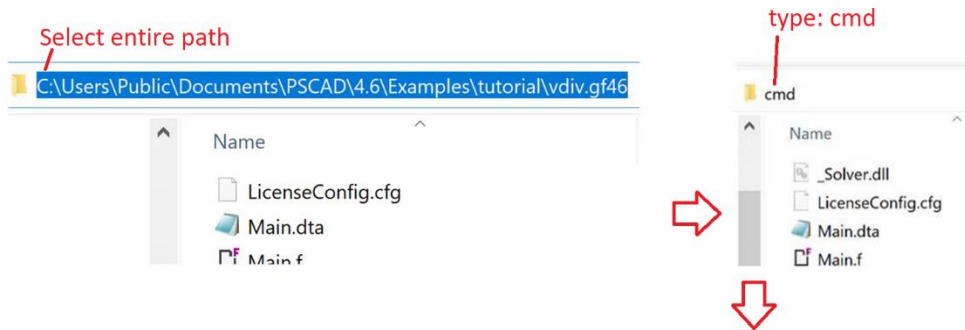 Select entire path
C:\Users\Public\Documents\PSCAD\4.6\Examples\tutorial\vdiv.gf46
Name
LicenseConfig.cfg
Main.dta
Main.f
type: cmd
cmd
Name
_Solver.dll
LicenseConfig.cfg
Main.dta
Main.f